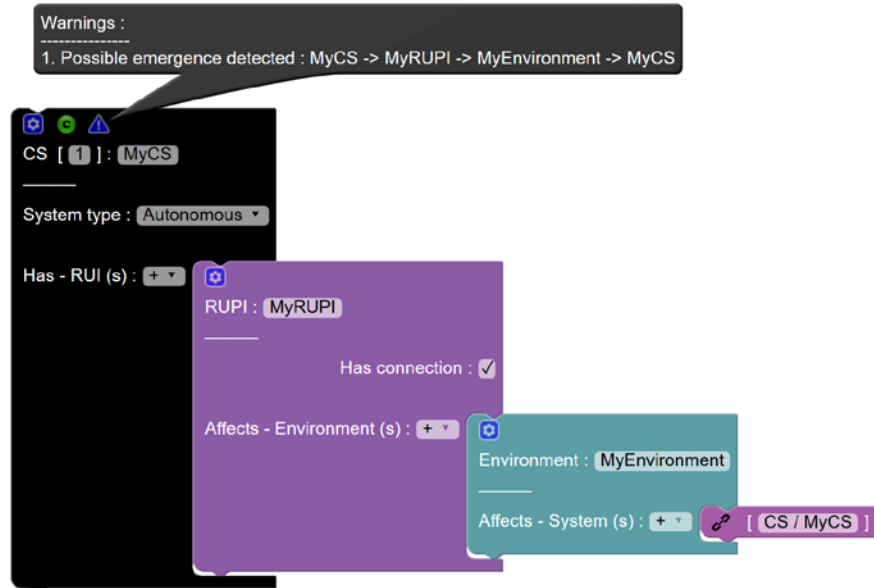 Warnings :
---------------
1. Possible emergence detected : MyCS -> MyRUPI -> MyEnvironment -> MyCS
C
CS [ 1 ] : MyCS
System type : Autonomous
Has - RUI (s) : +
RUPI : MyRUPI
Has connection : ✓
Affects - Environment (s) : +
Environment : MyEnvironment
Affects - System (s) : +
[ CS / MyCS ]